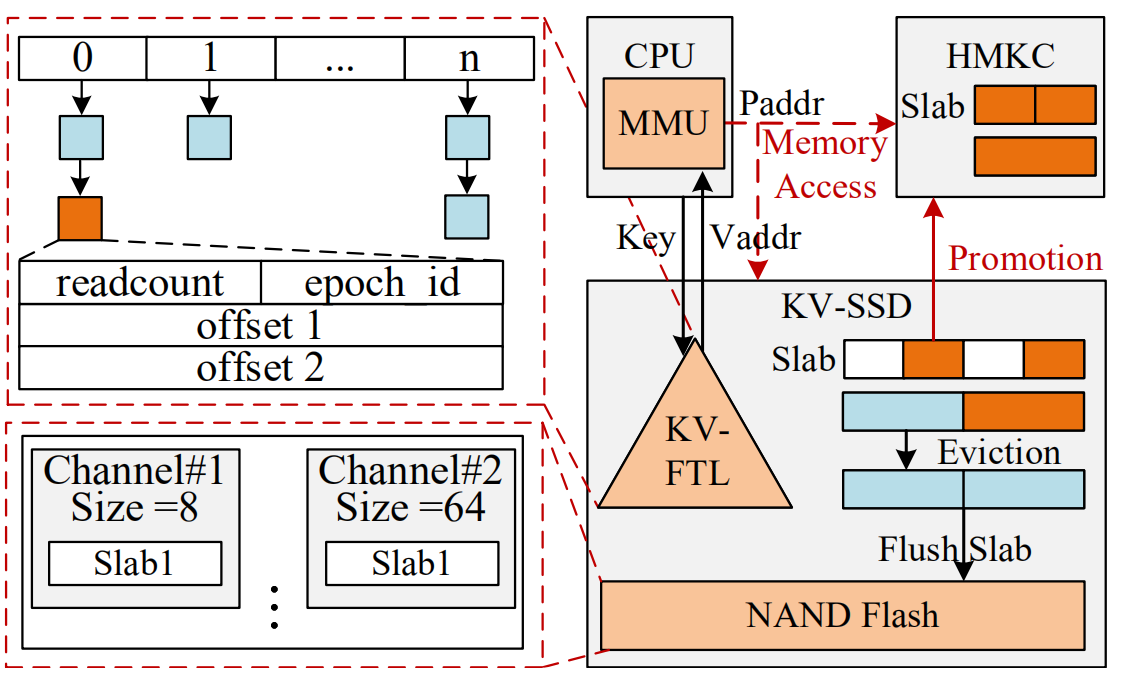 0 1 ... n
readcount epoch_id
offset 1
offset 2
Channel#1
Size =8
Slab1
Channel#2
Size =64
Slab1
CPU
MMU
Paddr
Memory
Access
HMKC
Slab
Key
Vaddr
Promotion
KV-SSD
Slab
KV-
FTL
Eviction
Flush Slab
NAND Flash